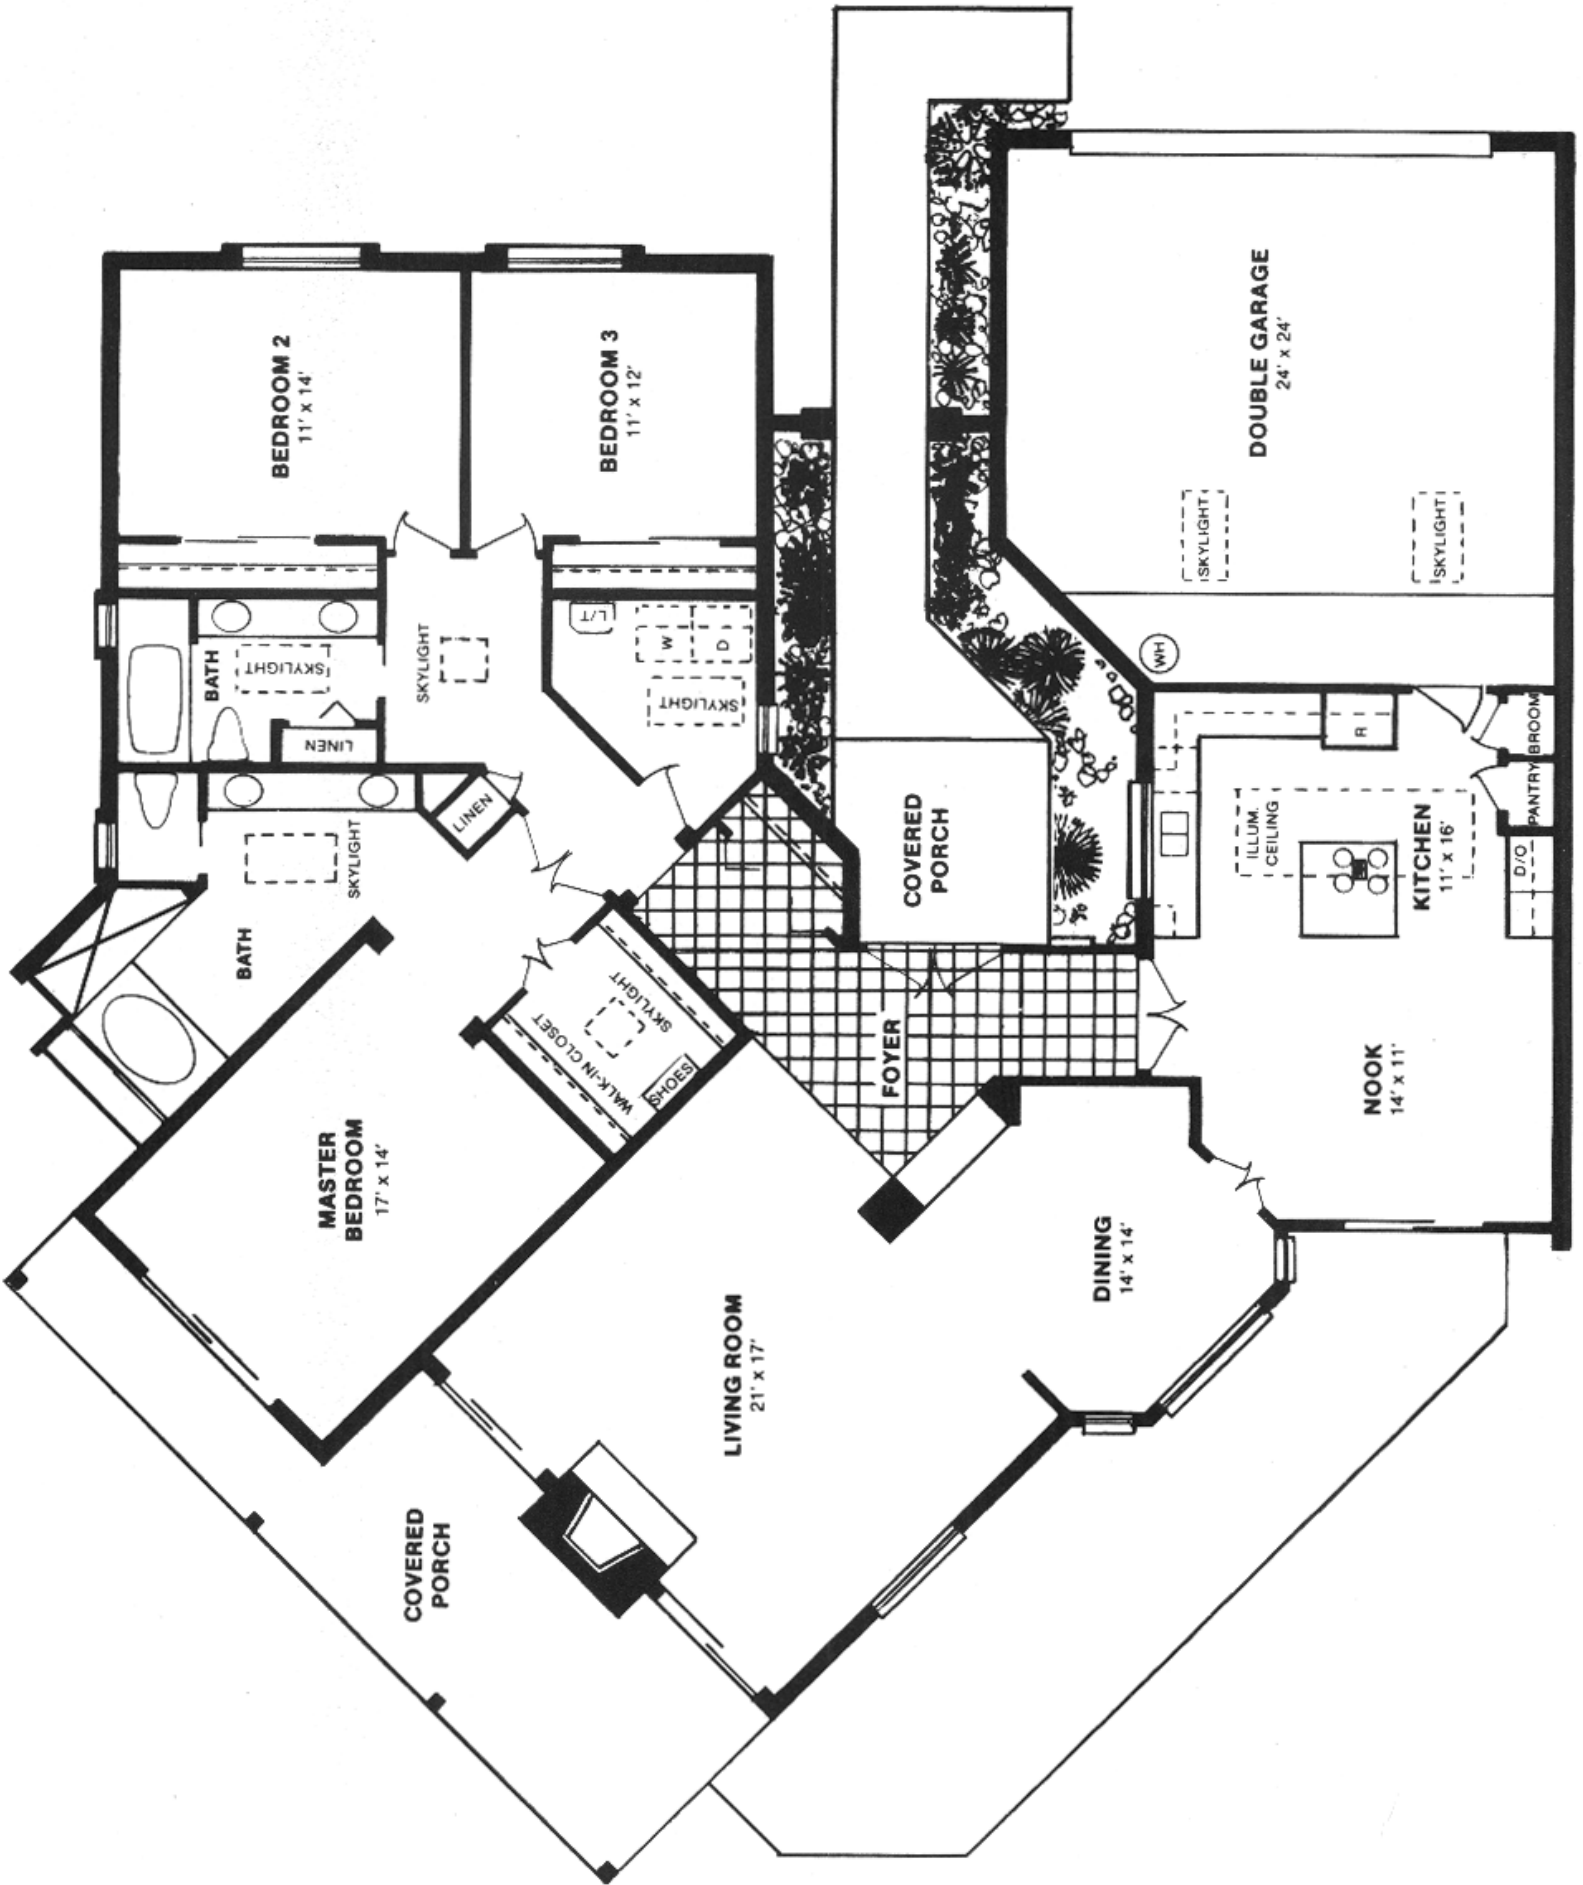 BEDROOM 2
11' x 14'
BEDROOM 3
11' x 12'
DOUBLE GARAGE
24' x 24'
SKYLIGHT
SKYLIGHT
L/T
W
D
SKYLIGHT
BATH
SKYLIGHT
LINEN
SKYLIGHT
WH
BROOM
PANTRY
R
D/O
ILLUM.
CEILING
KITCHEN
11' x 16'
COVERED
PORCH
LINEN
SKYLIGHT
BATH
SKYLIGHT
WALK-IN CLOSET
SHOES
FOYER
NOOK
14' x 11'
MASTER
BEDROOM
17' x 14'
DINING
14' x 14'
LIVING ROOM
21' x 17'
COVERED
PORCH